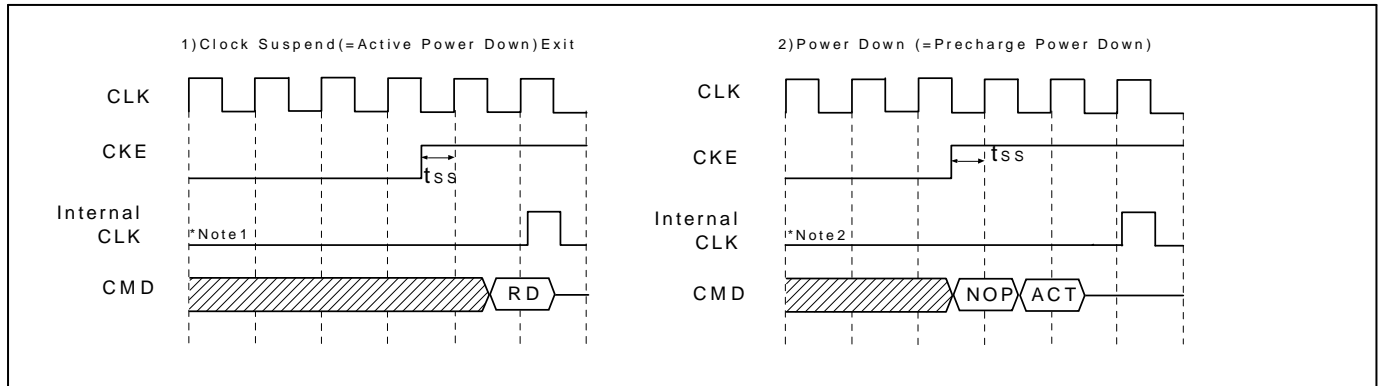 1)Clock Suspend(=Active Power Down)Exit
CLK
CKE
tss
Internal
CLK
*Note1
CMD
RD
2)Power Down (=Precharge Power Down)
CLK
CKE
tss
Internal
CLK
*Note2
CMD
NOP
ACT